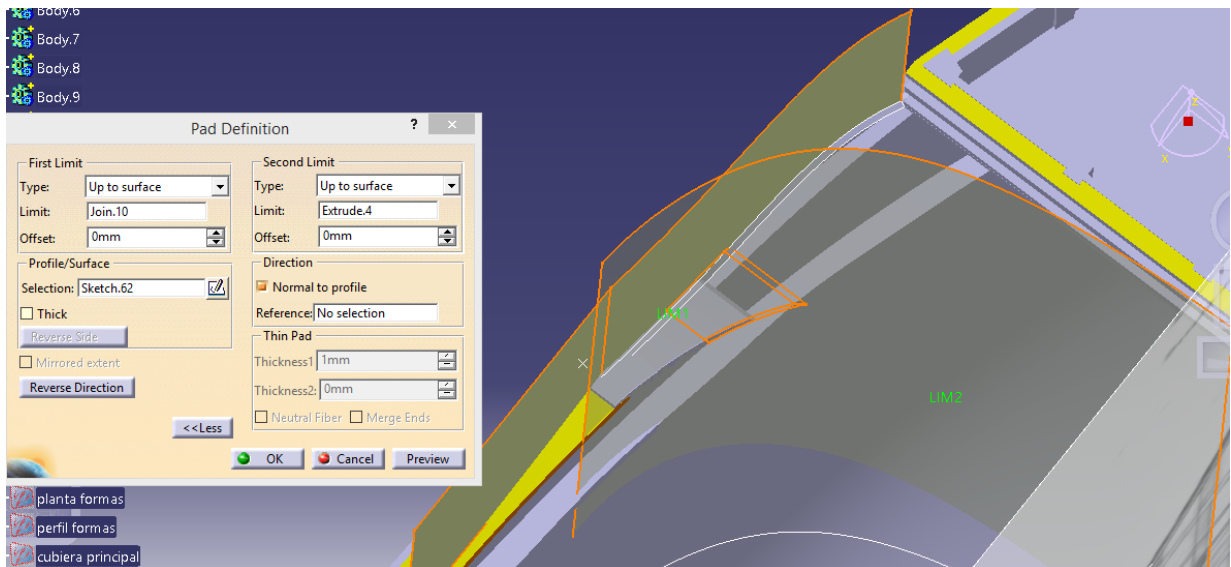 Body.6
Body.7
Body.8
Body.9
Pad Definition
?
First Limit
Type: Up to surface
Limit: Join.10
Offset: 0mm
Second Limit
Type: Up to surface
Limit: Extrude.4
Offset: 0mm
Profile/Surface
Selection: Sketch.62
Thick
Reverse Side
Mirrored extent
Reverse Direction
Direction
Normal to profile
Reference: No selection
Thin Pad
Thickness1 1mm
Thickness2: 0mm
Neutral Fiber Merge Ends
<<Less
OK Cancel Preview
planta formas
perfil formas
cubiera principal
LIM1
LIM2
z
x